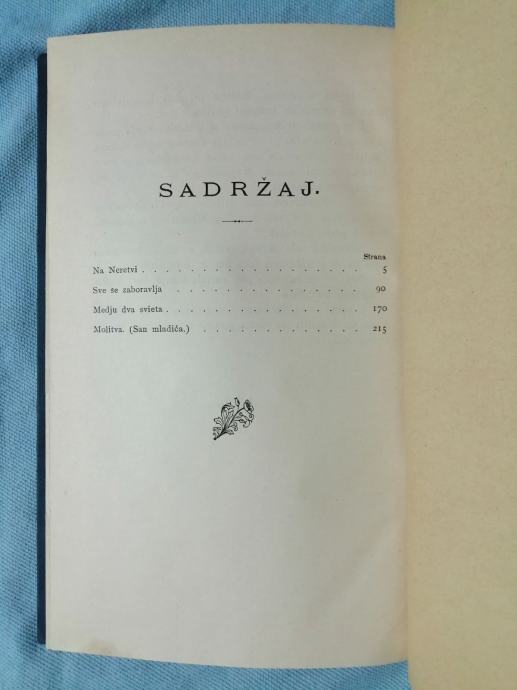 SADRŽAJ.
Strana
Na Neretvi . . . . . . . . . . . . . . . . . . 5
Sve se zaboravlja . . . . . . . . . . . . . . . . 90
Medju dva svieta . . . . . . . . . . . . . . . . 170
Molitva. (San mladića.) . . . . . . . . . . . . . 215